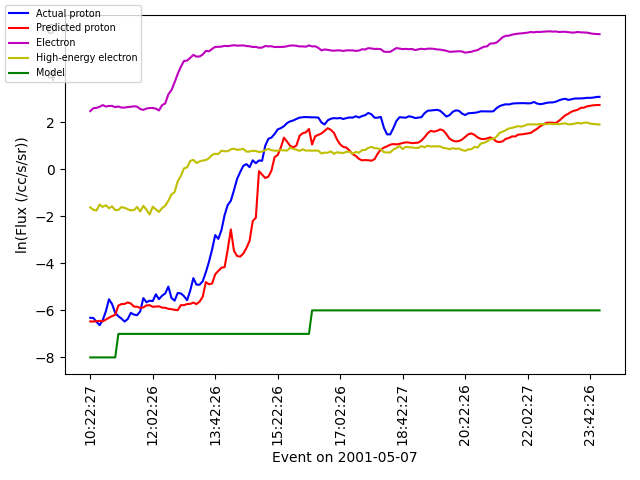 Actual proton
Predicted proton
Electron
High-energy electron
Model
2
0
−2
−4
−6
−8
ln(Flux (/cc/s/sr))
10:22:27
12:02:26
13:42:26
15:22:26
17:02:26
18:42:27
20:22:26
22:02:27
23:42:26
Event on 2001-05-07